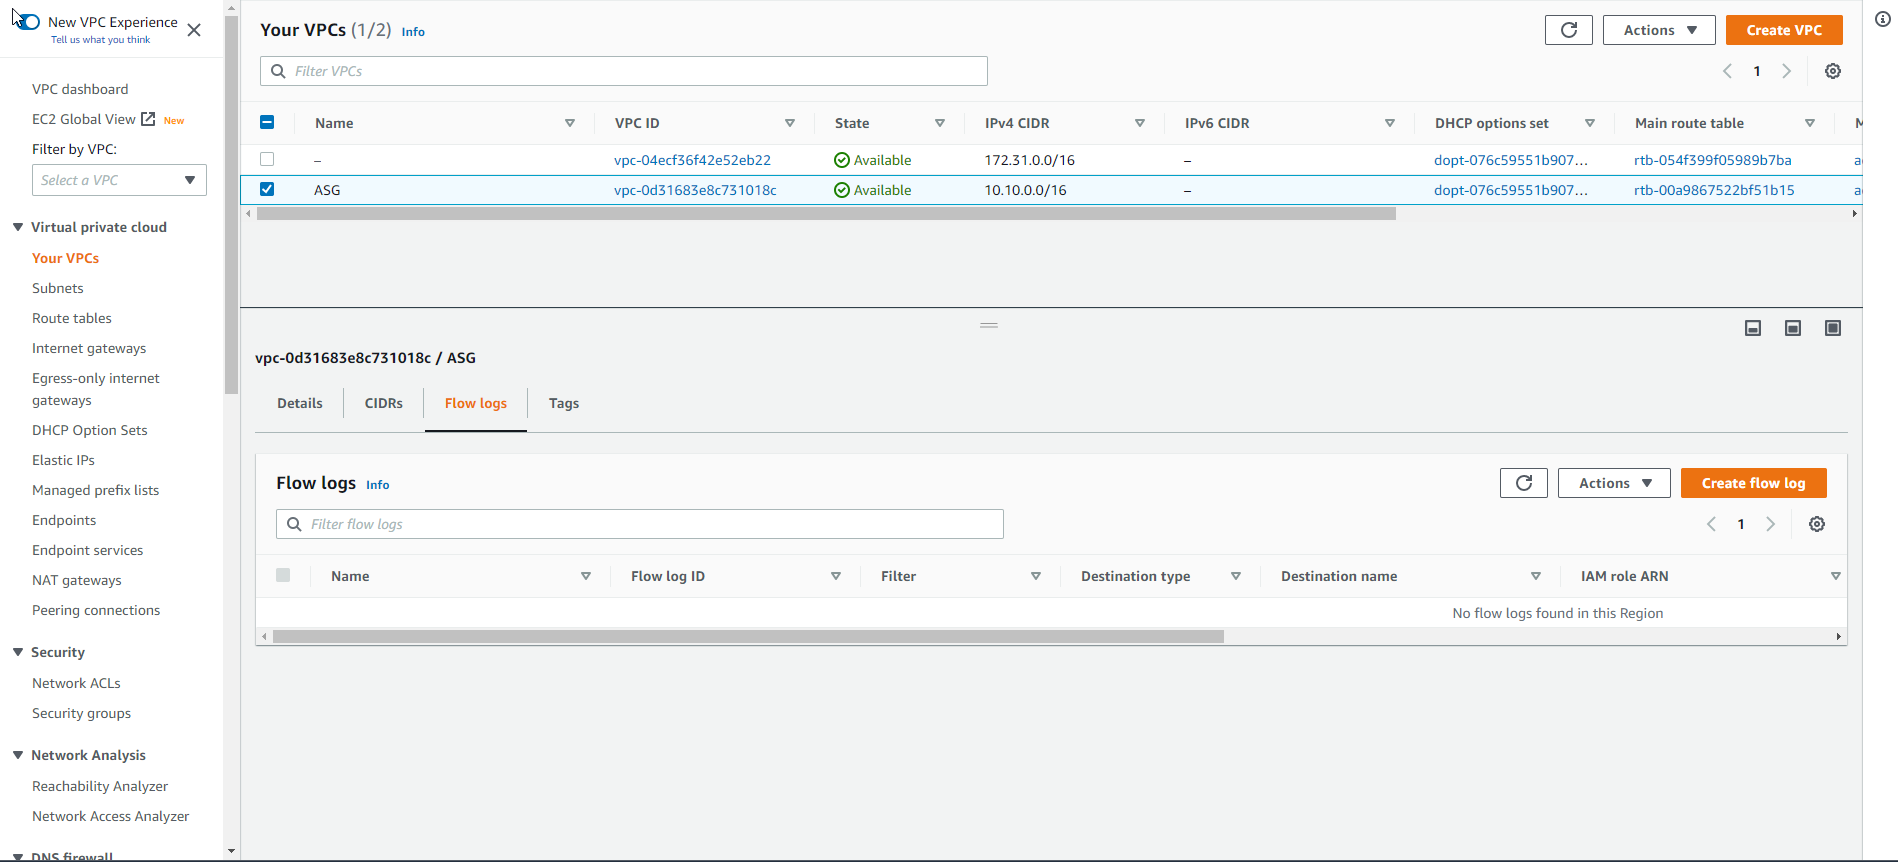 New VPC Experience
Tell us what you think
VPC dashboard
EC2 Global View New
Filter by VPC:
Select a VPC
Virtual private cloud
Your VPCs
Subnets
Route tables
Internet gateways
Egress-only internet
gateways
DHCP Option Sets
Elastic IPs
Managed prefix lists
Endpoints
Endpoint services
NAT gateways
Peering connections
Security
Network ACLs
Security groups
Network Analysis
Reachability Analyzer
Network Access Analyzer
DNS firewall
Your VPCs (1/2) Info
Actions
Create VPC
Filter VPCs
1
Name VPC ID State IPv4 CIDR IPv6 CIDR DHCP options set Main route table M
– vpc-04ecf36f42e52eb22 Available 172.31.0.0/16 – dopt-076c59551b907... rtb-054f399f05989b7ba a
ASG vpc-0d31683e8c731018c Available 10.10.0.0/16 – dopt-076c59551b907... rtb-00a9867522bf51b15 a
vpc-0d31683e8c731018c / ASG
Details CIDRs Flow logs Tags
Flow logs Info
Actions
Create flow log
Filter flow logs
1
Name Flow log ID Filter Destination type Destination name IAM role ARN
No flow logs found in this Region